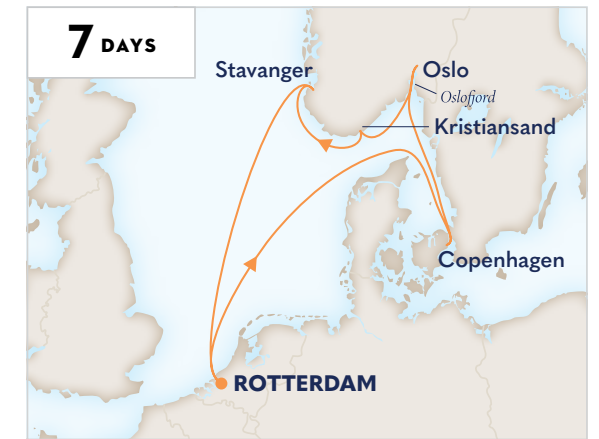 7 DAYS
Stavanger
Oslo
Oslofjord
Kristiansand
Copenhagen
ROTTERDAM